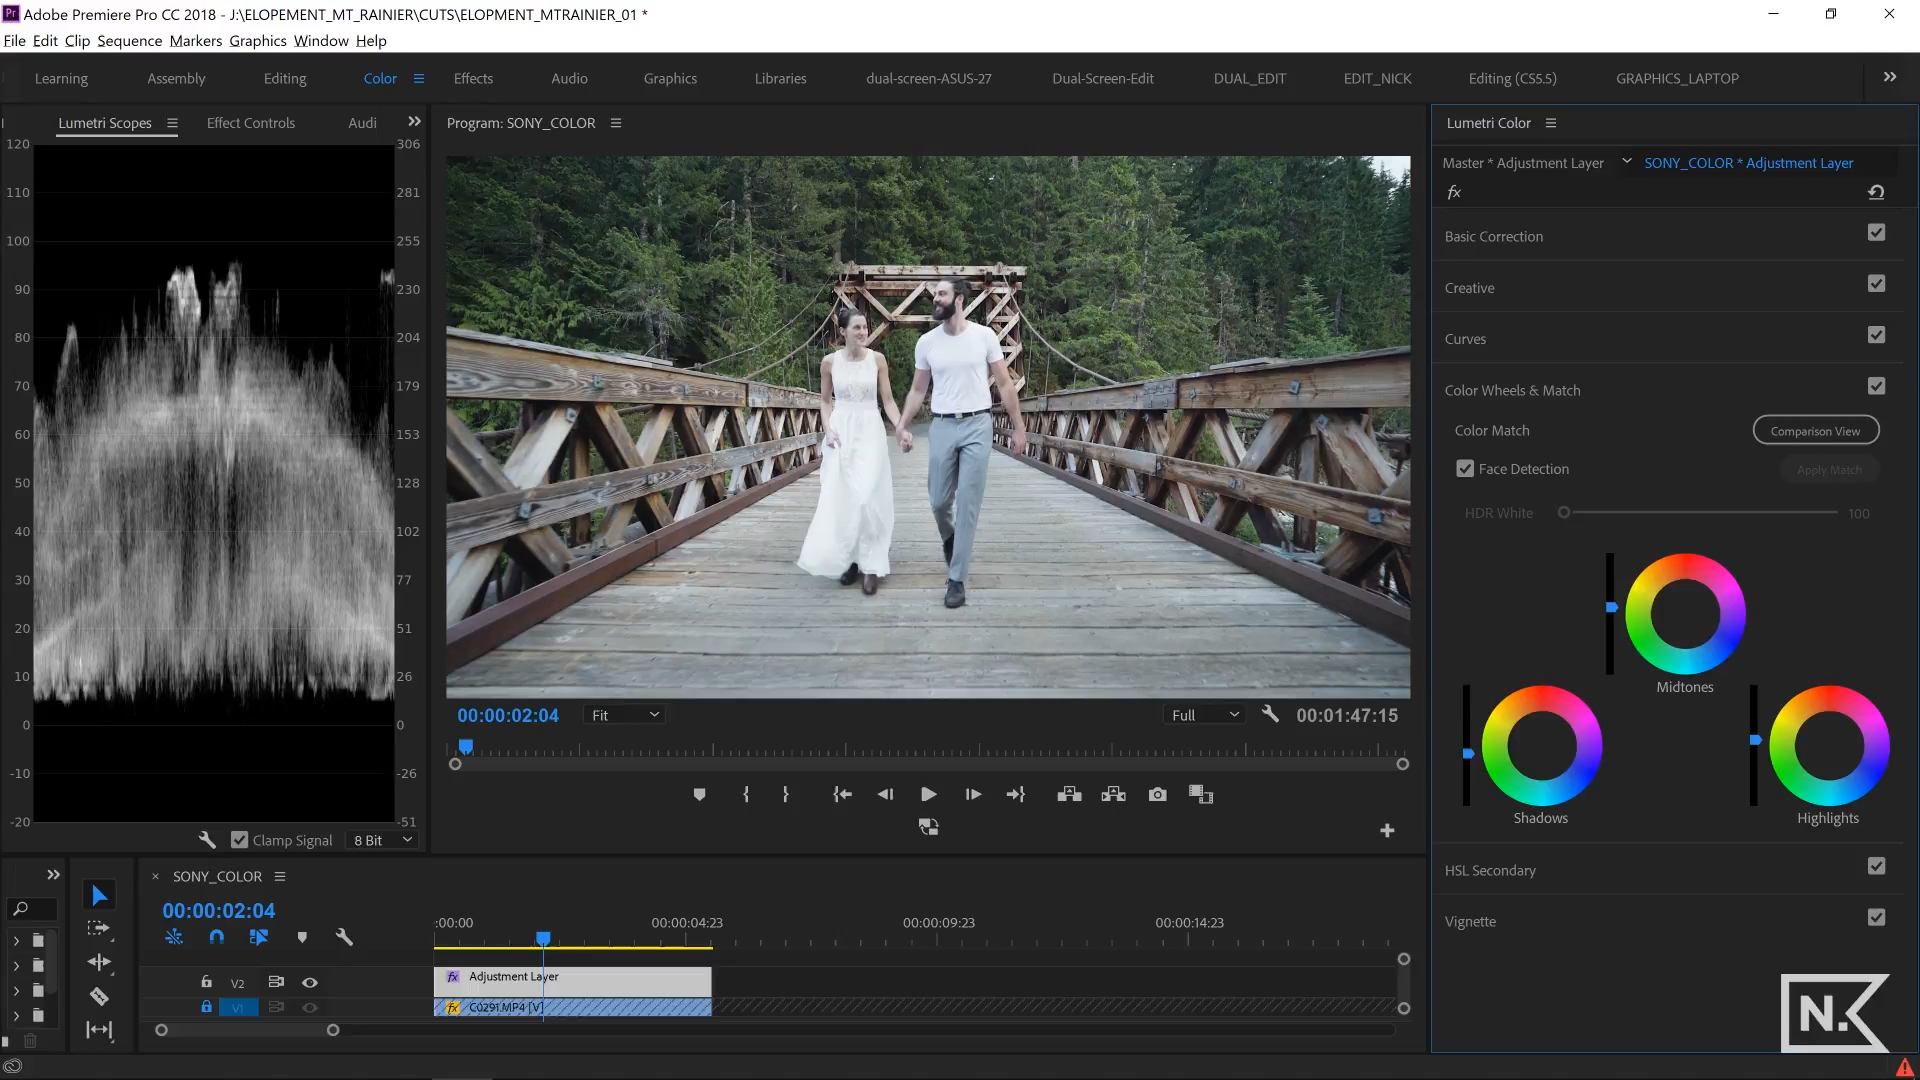 Pr Adobe Premiere Pro CC 2018 - J:\ELOPEMENT_MT_RAINIER\CUTS\ELOPMENT_MTRAINIER_01 *
File Edit Clip Sequence Markers Graphics Window Help
Learning Assembly Editing Color Effects Audio Graphics Libraries dual-screen-ASUS-27 Dual-Screen-Edit DUAL_EDIT EDIT_NICK Editing (CS5.5) GRAPHICS_LAPTOP
Lumetri Scopes Effect Controls Audi
120 306
110 281
100 255
90 230
80 204
70 179
60 153
50 128
40 102
30 77
20 51
10 26
0 0
-10 -26
-20 -51
Clamp Signal 8 Bit
Program: SONY_COLOR
00:00:02:04 Fit Full 00:01:47:15
Lumetri Color
Master * Adjustment Layer SONY_COLOR * Adjustment Layer
fx
Basic Correction
Creative
Curves
Color Wheels & Match
Color Match Comparison View
Face Detection Apply Match
HDR White 100
Midtones
Shadows Highlights
HSL Secondary
Vignette
SONY_COLOR
00:00:02:04
:00:00 00:00:04:23 00:00:09:23 00:00:14:23
V2 fx Adjustment Layer
V1 fx C0291.MP4 [V]
N.K